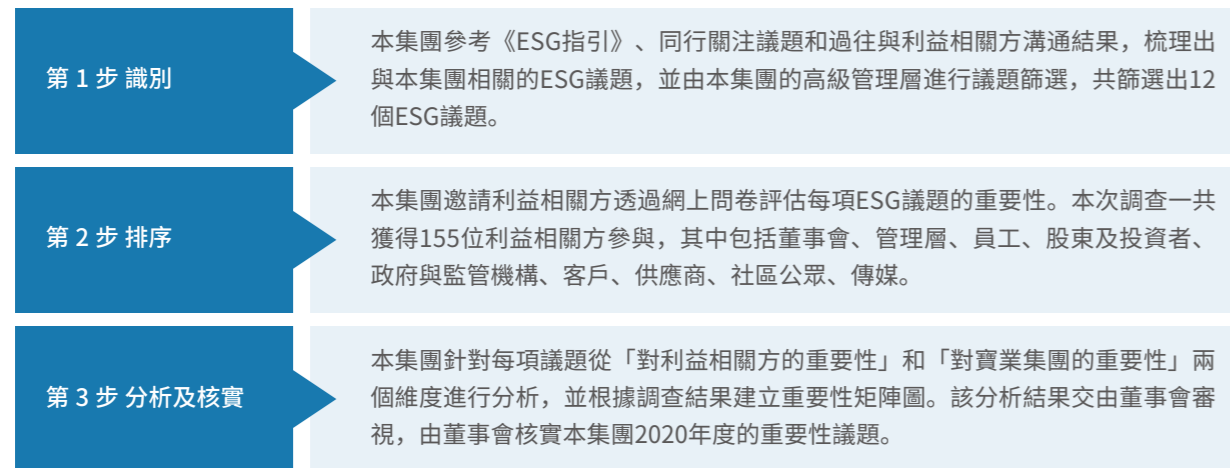 第 1 步 識別
本集團參考《ESG指引》、同行關注議題和過往與利益相關方溝通結果，梳理出
與本集團相關的ESG議題，並由本集團的高級管理層進行議題篩選，共篩選出12
個ESG議題。
第 2 步 排序
本集團邀請利益相關方透過網上問卷評估每項ESG議題的重要性。本次調查一共
獲得155位利益相關方參與，其中包括董事會、管理層、員工、股東及投資者、
政府與監管機構、客戶、供應商、社區公眾、傳媒。
第 3 步 分析及核實
本集團針對每項議題從「對利益相關方的重要性」和「對寶業集團的重要性」兩
個維度進行分析，並根據調查結果建立重要性矩陣圖。該分析結果交由董事會審
視，由董事會核實本集團2020年度的重要性議題。